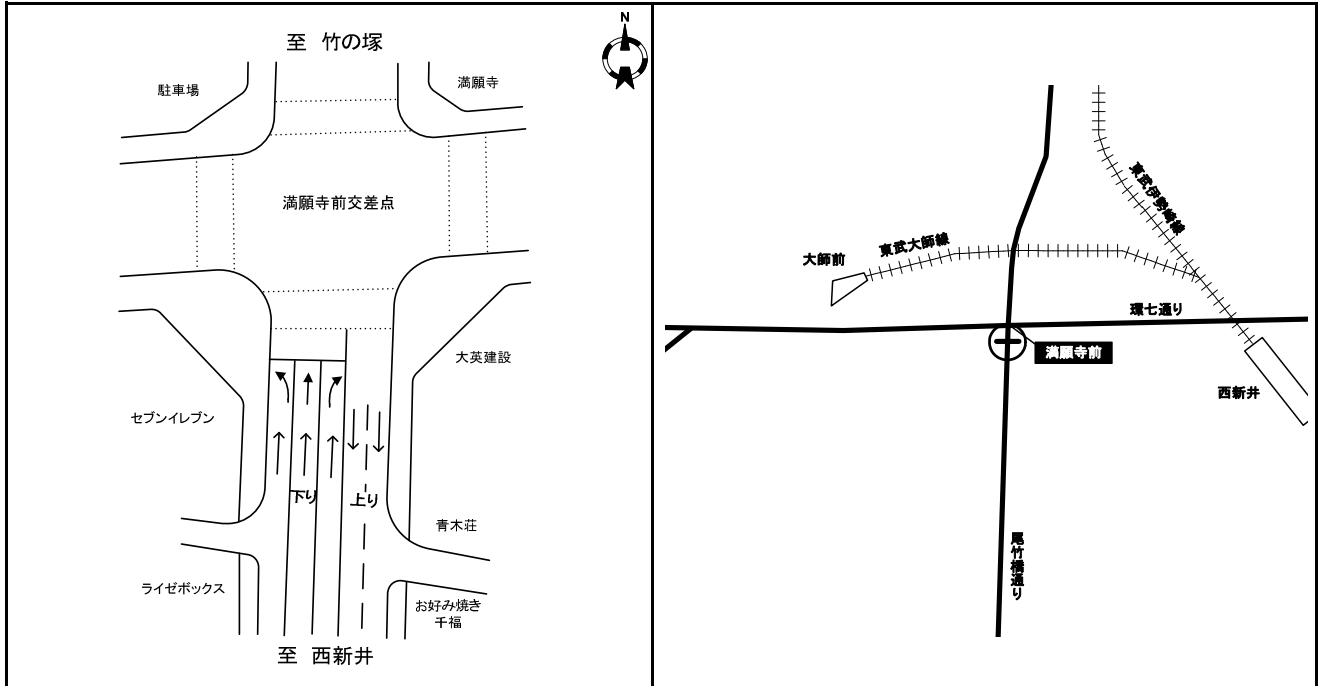 至 竹の塚
N
駐車場
満願寺
満願寺前交差点
大英建設
セブンイレブン
下り
上り
青木荘
ライゼボックス
お好み焼き
千福
至 西新井
東武伊勢崎線
東武大師線
大師前
環七通り
満願寺前
西新井
尾竹橋通り